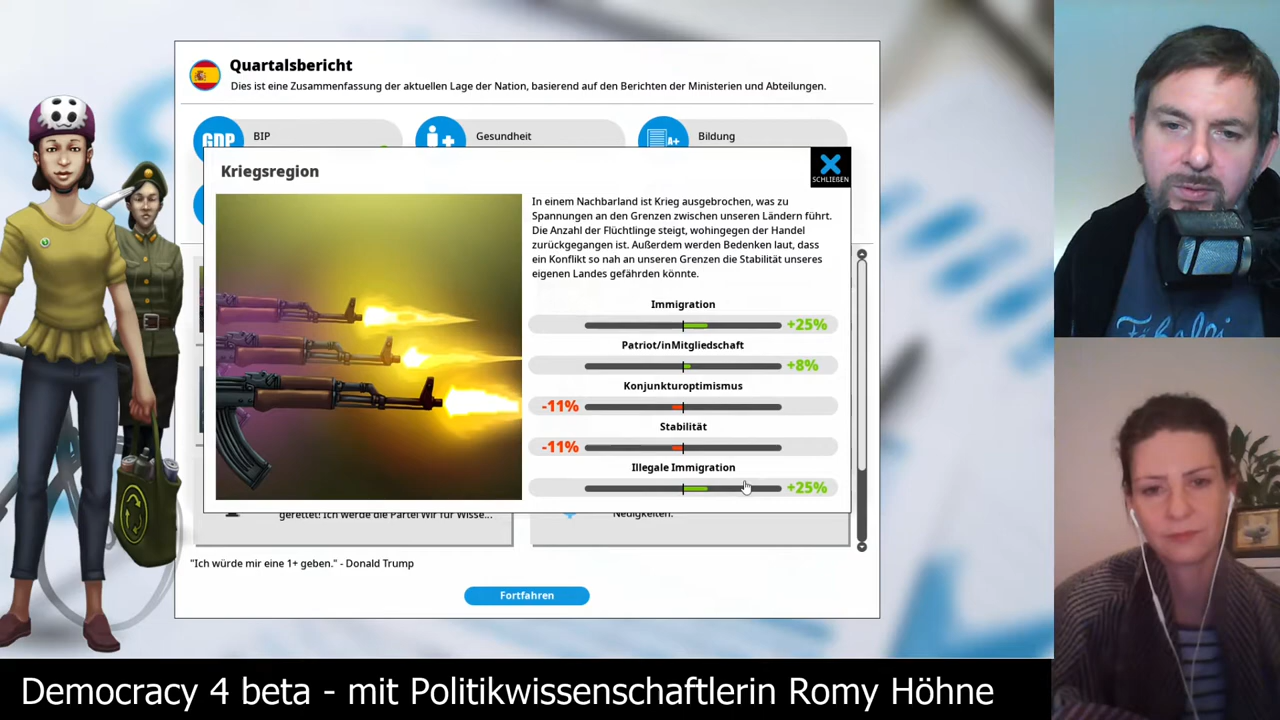 Quartalsbericht
Dies ist eine Zusammenfassung der aktuellen Lage der Nation, basierend auf den Berichten der Ministerien und Abteilungen.
GDP
BIP
Gesundheit
A+
Bildung
Kriegsregion
SCHLIEßEN
In einem Nachbarland ist Krieg ausgebrochen, was zu
Spannungen an den Grenzen zwischen unseren Ländern führt.
Die Anzahl der Flüchtlinge steigt, wohingegen der Handel
zurückgegangen ist. Außerdem werden Bedenken laut, dass
ein Konflikt so nah an unseren Grenzen die Stabilität unseres
eigenen Landes gefährden könnte.
Immigration
+25%
Patriot/inMitgliedschaft
+8%
Konjunkturoptimismus
-11%
Stabilität
-11%
Illegale Immigration
+25%
gerettet! Ich werde die Partei Wir für Wisse...
Neuigkeiten.
"Ich würde mir eine 1+ geben." - Donald Trump
Fortfahren
Democracy 4 beta - mit Politikwissenschaftlerin Romy Höhne